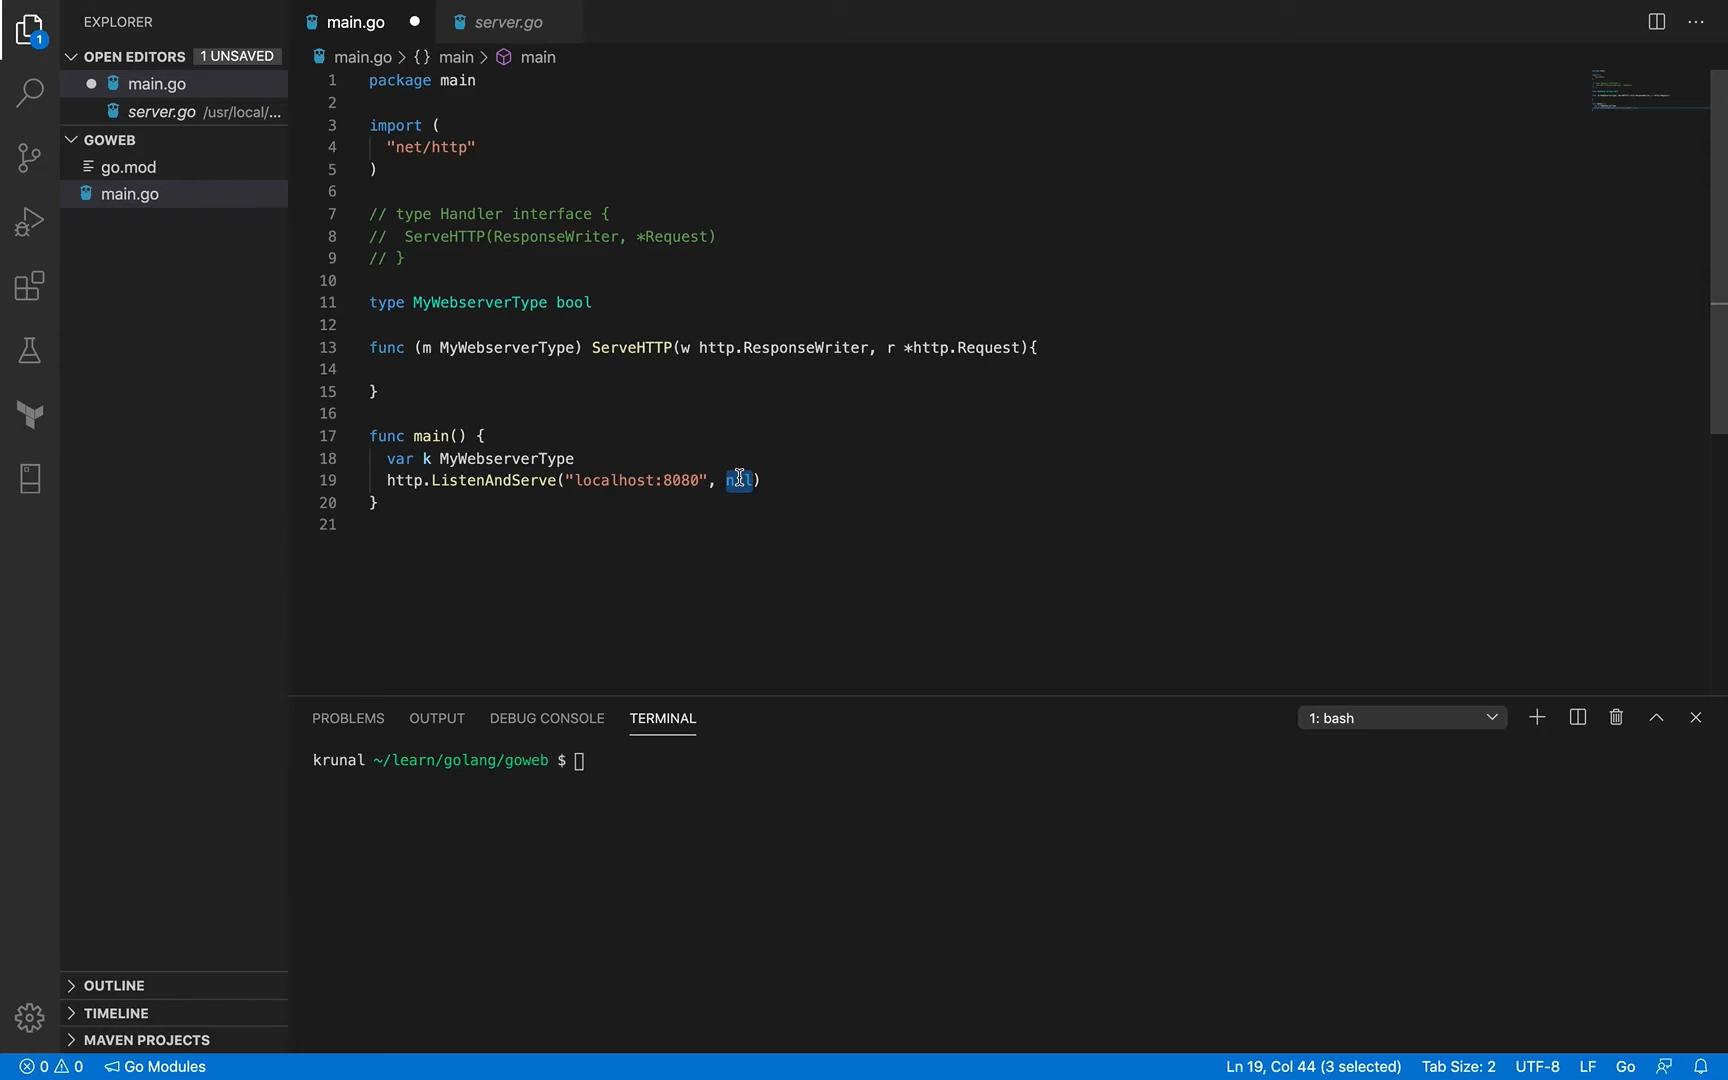 EXPLORER
OPEN EDITORS 1 UNSAVED
main.go
server.go /usr/local/...
GOWEB
go.mod
main.go
OUTLINE
TIMELINE
MAVEN PROJECTS
1
main.go
server.go
main.go > {} main > main
1 package main
2
3 import (
4 "net/http"
5 )
6
7 // type Handler interface {
8 // ServeHTTP(ResponseWriter, *Request)
9 // }
10
11 type MyWebserverType bool
12
13 func (m MyWebserverType) ServeHTTP(w http.ResponseWriter, r *http.Request){
14
15 }
16
17 func main() {
18 var k MyWebserverType
19 http.ListenAndServe("localhost:8080", nil)
20 }
21
PROBLEMS OUTPUT DEBUG CONSOLE TERMINAL 1: bash
krunal ~/learn/golang/goweb $
0 0 Go Modules Ln 19, Col 44 (3 selected) Tab Size: 2 UTF-8 LF Go